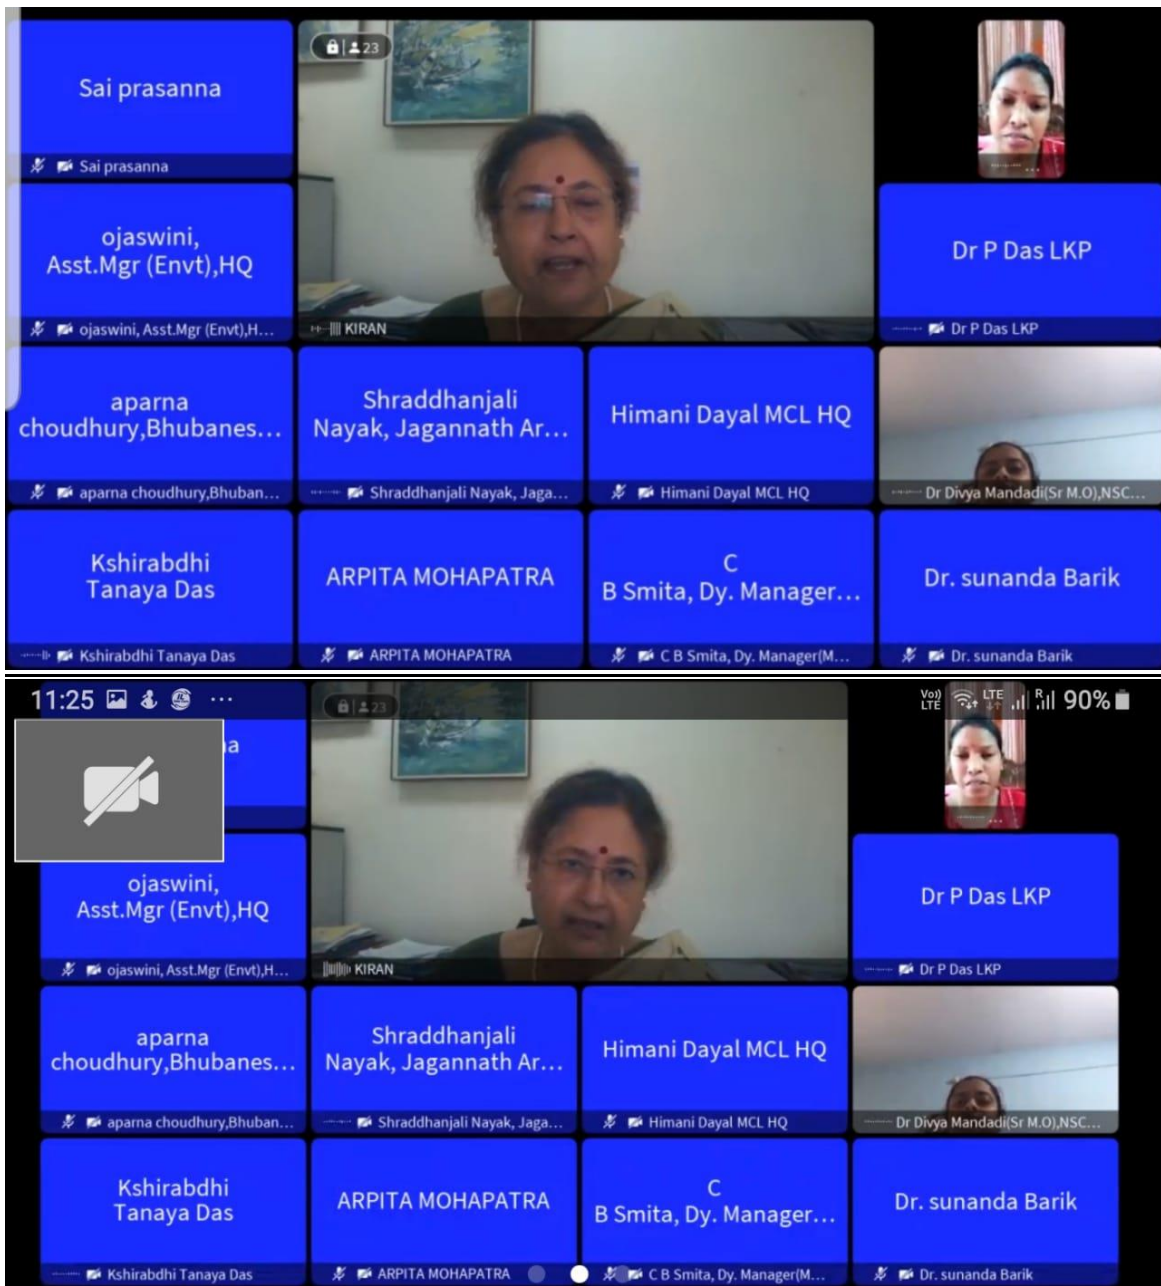 Sai prasanna
Sai prasanna
23
KIRAN
ojaswini,
Asst.Mgr (Envt),HQ
ojaswini, Asst.Mgr (Envt),H...
Dr P Das LKP
Dr P Das LKP
aparna
choudhury,Bhubanes...
aparna choudhury,Bhuban...
Shraddhanjali
Nayak, Jagannath Ar...
Shraddhanjali Nayak, Jaga...
Himani Dayal MCL HQ
Himani Dayal MCL HQ
Dr Divya Mandadi(Sr M.O),NSC...
Kshirabdhi
Tanaya Das
Kshirabdhi Tanaya Das
ARPITA MOHAPATRA
ARPITA MOHAPATRA
C
B Smita, Dy. Manager...
C B Smita, Dy. Manager(M...
Dr. sunanda Barik
Dr. sunanda Barik
11:25
Vo)) LTE LTE R 90%
23
a
KIRAN
ojaswini,
Asst.Mgr (Envt),HQ
ojaswini, Asst.Mgr (Envt),H...
Dr P Das LKP
Dr P Das LKP
aparna
choudhury,Bhubanes...
aparna choudhury,Bhuban...
Shraddhanjali
Nayak, Jagannath Ar...
Shraddhanjali Nayak, Jaga...
Himani Dayal MCL HQ
Himani Dayal MCL HQ
Dr Divya Mandadi(Sr M.O),NSC...
Kshirabdhi
Tanaya Das
Kshirabdhi Tanaya Das
ARPITA MOHAPATRA
ARPITA MOHAPATRA
C
B Smita, Dy. Manager...
C B Smita, Dy. Manager(M...
Dr. sunanda Barik
Dr. sunanda Barik